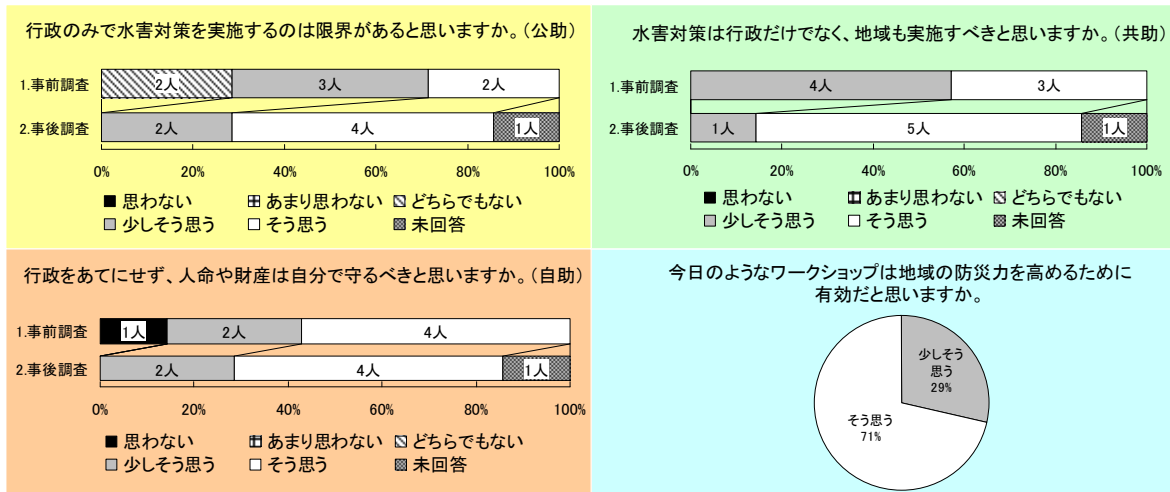 行政のみで水害対策を実施するのは限界があると思いますか。(公助)
1.事前調査
2人
3人
2人
2.事後調査
2人
4人
1人
0%
20%
40%
60%
80%
100%
思わない
あまり思わない
どちらでもない
少しそう思う
そう思う
未回答
水害対策は行政だけでなく、地域も実施すべきと思いますか。(共助)
1.事前調査
4人
3人
2.事後調査
1人
5人
1人
0%
20%
40%
60%
80%
100%
思わない
あまり思わない
どちらでもない
少しそう思う
そう思う
未回答
行政をあてにせず、人命や財産は自分で守るべきと思いますか。(自助)
1.事前調査
1人
2人
4人
2.事後調査
2人
4人
1人
0%
20%
40%
60%
80%
100%
思わない
あまり思わない
どちらでもない
少しそう思う
そう思う
未回答
今日のようなワークショップは地域の防災力を高めるために
有効だと思いますか。
少しそう
思う
29%
そう思う
71%